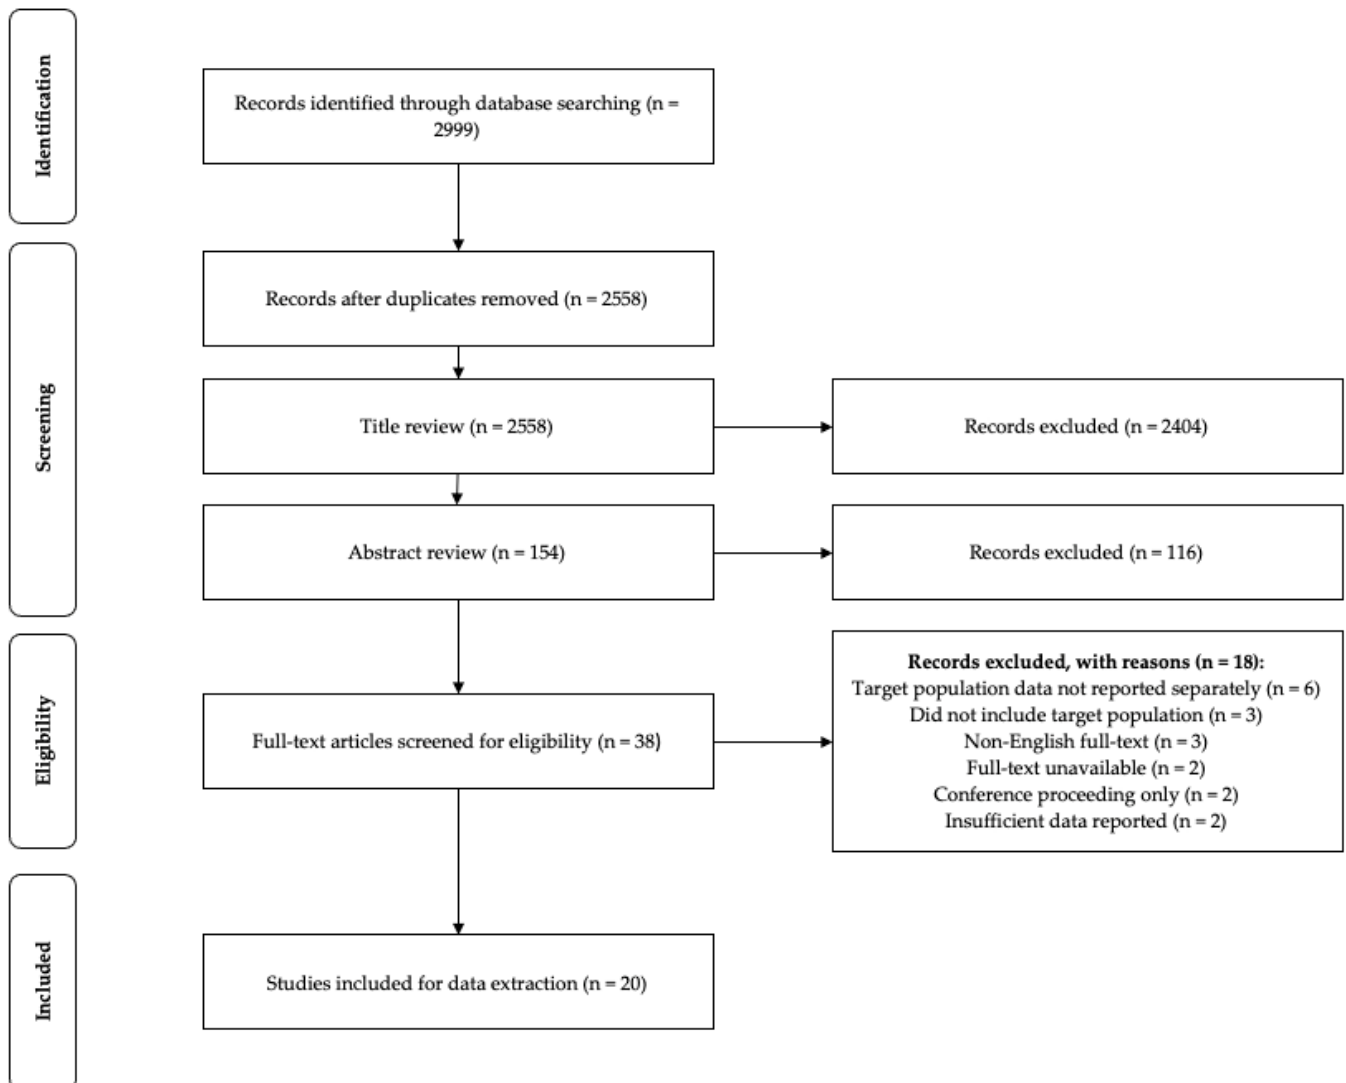 Identification
Records identified through database searching (n =
2999)
Screening
Records after duplicates removed (n = 2558)
Title review (n = 2558)
Records excluded (n = 2404)
Abstract review (n = 154)
Records excluded (n = 116)
Eligibility
Full-text articles screened for eligibility (n = 38)
Records excluded, with reasons (n = 18):
Target population data not reported separately (n = 6)
Did not include target population (n = 3)
Non-English full-text (n = 3)
Full-text unavailable (n = 2)
Conference proceeding only (n = 2)
Insufficient data reported (n = 2)
Included
Studies included for data extraction (n = 20)